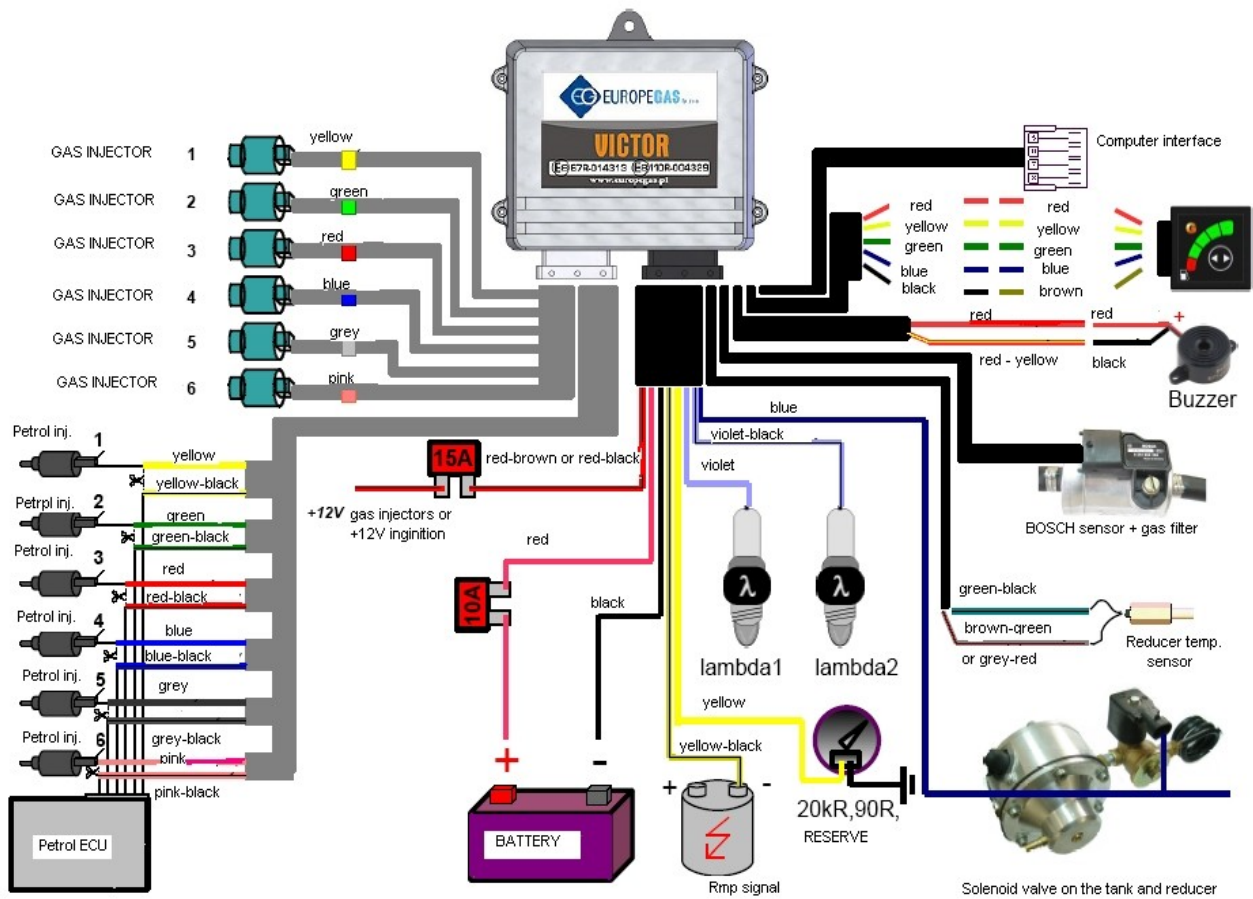 EG EUROPEGAS
VICTOR
E8 67R-014313 E8 110R-004329
www.europegas.pl
GAS INJECTOR 1 yellow
GAS INJECTOR 2 green
GAS INJECTOR 3 red
GAS INJECTOR 4 blue
GAS INJECTOR 5 grey
GAS INJECTOR 6 pink
Computer interface
red red
yellow yellow
green green
blue blue
black brown
red red +
red - yellow black
Buzzer
Petrol inj. 1 yellow
yellow-black
Petrpl inj. 2 green
green-black
Petrol inj. 3 red
red-black
Petrol inj. 4 blue
blue-black
Petrol inj. 5 grey
grey-black
Petrol inj. 6 pink
pink-black
Petrol ECU
15A red-brown or red-black
+12V gas injectors or
+12V inginition
red
10A
black
+ -
BATTERY
blue
violet-black
violet
λ λ
lambda1 lambda2
yellow
yellow-black
+ -
Rmp signal
20kR,90R,
RESERVE
BOSCH sensor + gas filter
green-black
brown-green
or grey-red
Reducer temp.
sensor
Solenoid valve on the tank and reducer